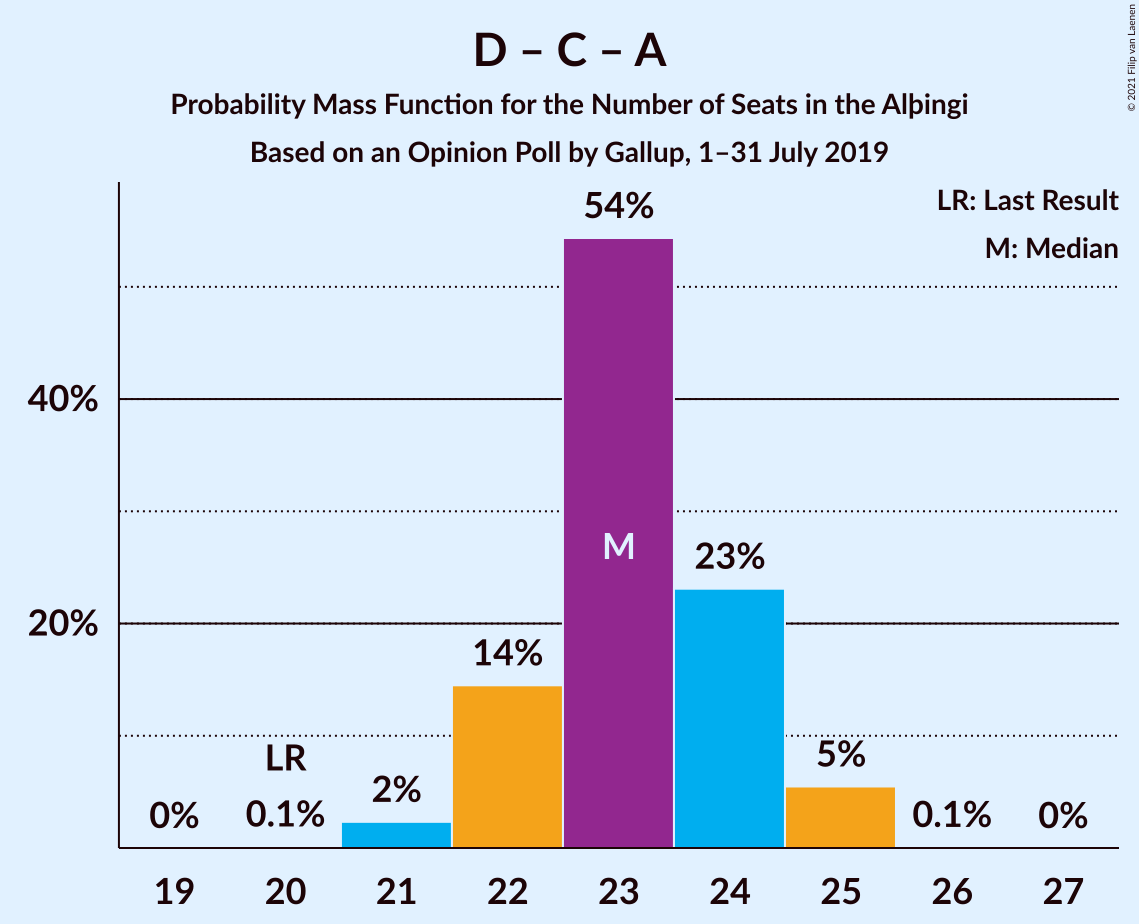 D – C – A
Probability Mass Function for the Number of Seats in the Alþingi
Based on an Opinion Poll by Gallup, 1–31 July 2019
© 2021 Filip van Laenen
LR: Last Result
M: Median
54%
40%
M
23%
20%
14%
LR
5%
2%
0%
0.1%
0.1%
0%
19 20 21 22 23 24 25 26 27